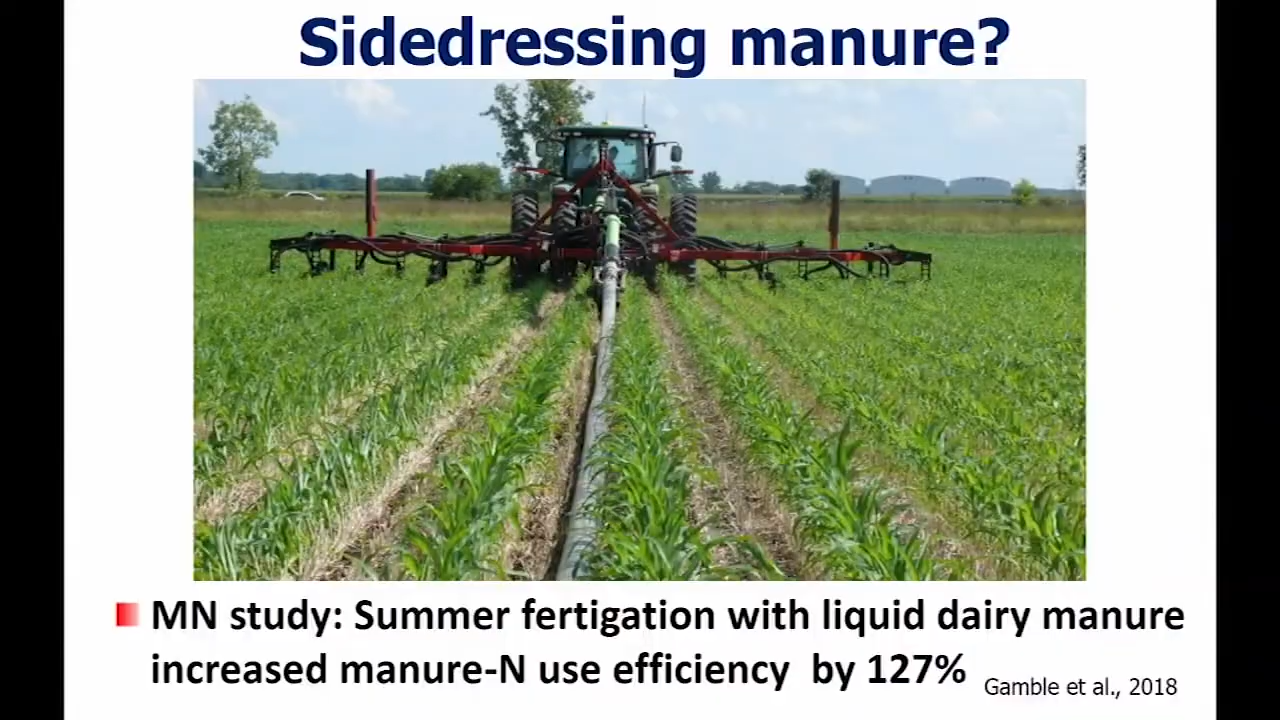 Sidedressing manure?
MN study: Summer fertigation with liquid dairy manure
increased manure-N use efficiency by 127%
Gamble et al., 2018